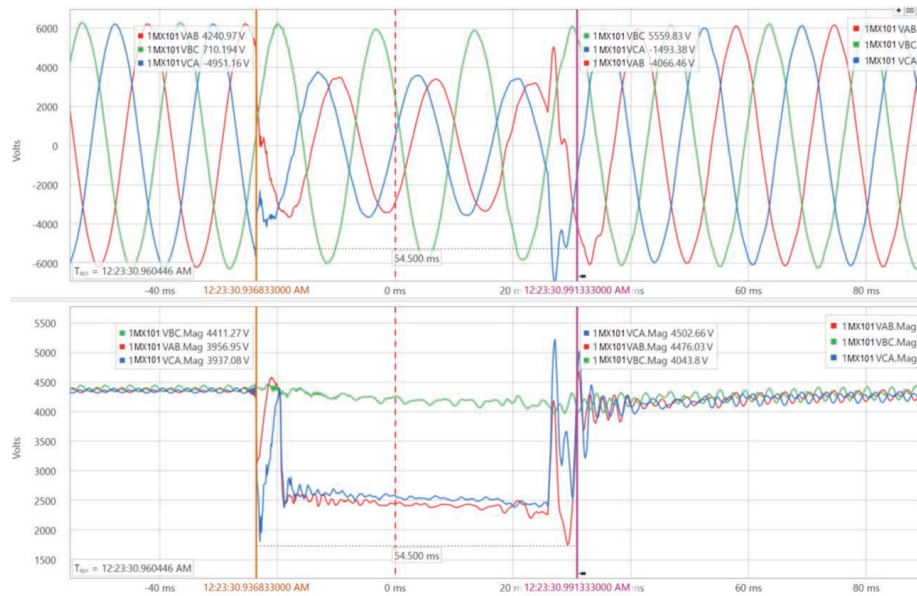 6000
4000
2000
0
-2000
-4000
-6000
Volts
1MX101 VAB 4240.97 V
1MX101 VBC 710.194 V
1MX101 VCA -4951.16 V
1MX101 VBC 5559.83 V
1MX101 VCA -1493.38 V
1MX101 VAB -4066.46 V
1MX101 VAB
1MX101 VBC
1MX101 VCA
54.500 ms
TREF = 12:23:30.960446 AM
-40 ms 12:23:30.936833000 AM 0 ms 20 m 12:23:30.991333000 AM ms 60 ms 80 ms
5500
5000
4500
4000
3500
3000
2500
2000
1500
Volts
1MX101 VBC.Mag 4411.27 V
1MX101 VAB.Mag 3956.95 V
1MX101 VCA.Mag 3937.08 V
1MX101 VCA.Mag 4502.66 V
1MX101 VAB.Mag 4476.03 V
1MX101 VBC.Mag 4043.8 V
1MX101 VAB.Mag
1MX101 VBC.Mag
1MX101 VCA.Mag
54.500 ms
TREF = 12:23:30.960446 AM
-40 ms 12:23:30.936833000 AM 0 ms 20 m 12:23:30.991333000 AM ms 60 ms 80 ms